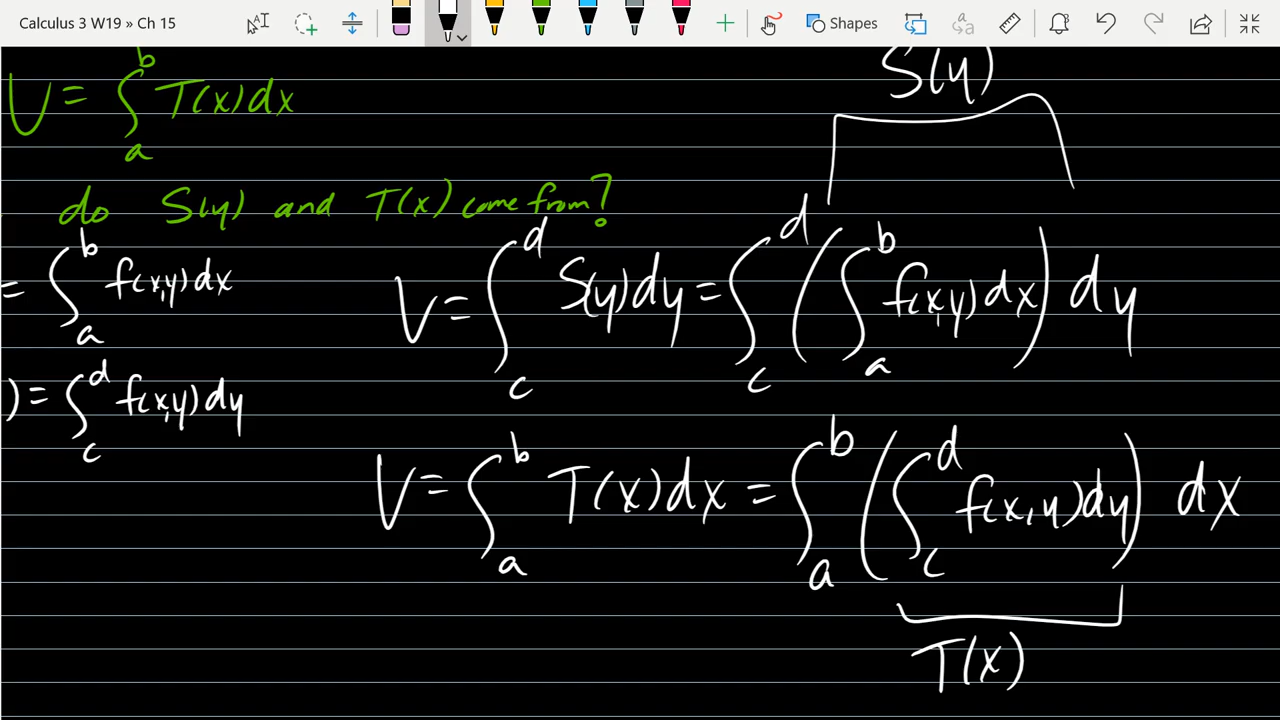 Calculus 3 W19 » Ch 15
Shapes
V = ∫_a^b T(x)dx
do S(y) and T(x) come from?
= ∫_a^b f(x,y)dx
) = ∫_c^d f(x,y)dy
S(y)
V = ∫_c^d S(y)dy = ∫_c^d (∫_a^b f(x,y)dx) dy
V = ∫_a^b T(x)dx = ∫_a^b (∫_c^d f(x,y)dy) dx
T(x)